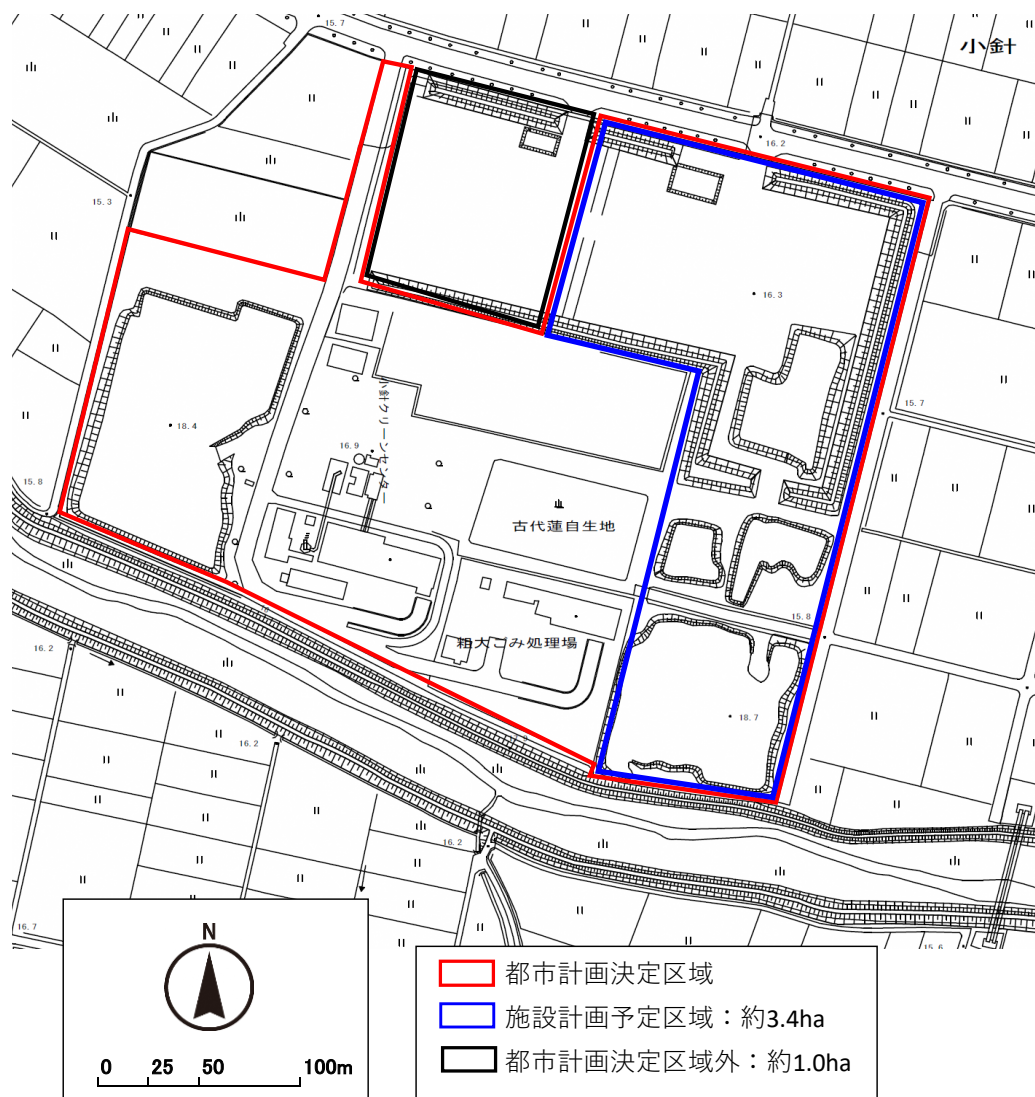 15.7
小針
16.2
15.3
16.3
15.7
18.4
小針クリーンセンター
16.9
15.8
古代蓮自生地
15.8
粗大ごみ処理場
16.2
18.7
16.2
16.2
16.7
15.6
N
0 25 50 100m
都市計画決定区域
施設計画予定区域：約3.4ha
都市計画決定区域外：約1.0ha